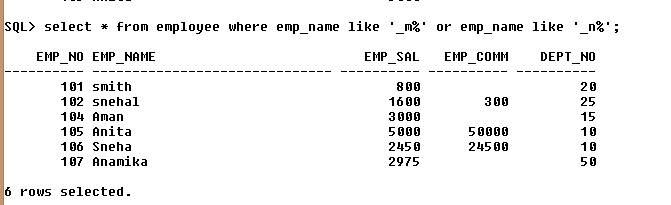 SQL> select * from employee where emp_name like '_m%' or emp_name like '_n%';
EMP_NO EMP_NAME EMP_SAL EMP_COMM DEPT_NO
---------- ------------------------------ ---------- ---------- ----------
101 smith 800 20
102 snehal 1600 300 25
104 Aman 3000 15
105 Anita 5000 50000 10
106 Sneha 2450 24500 10
107 Anamika 2975 50
6 rows selected.